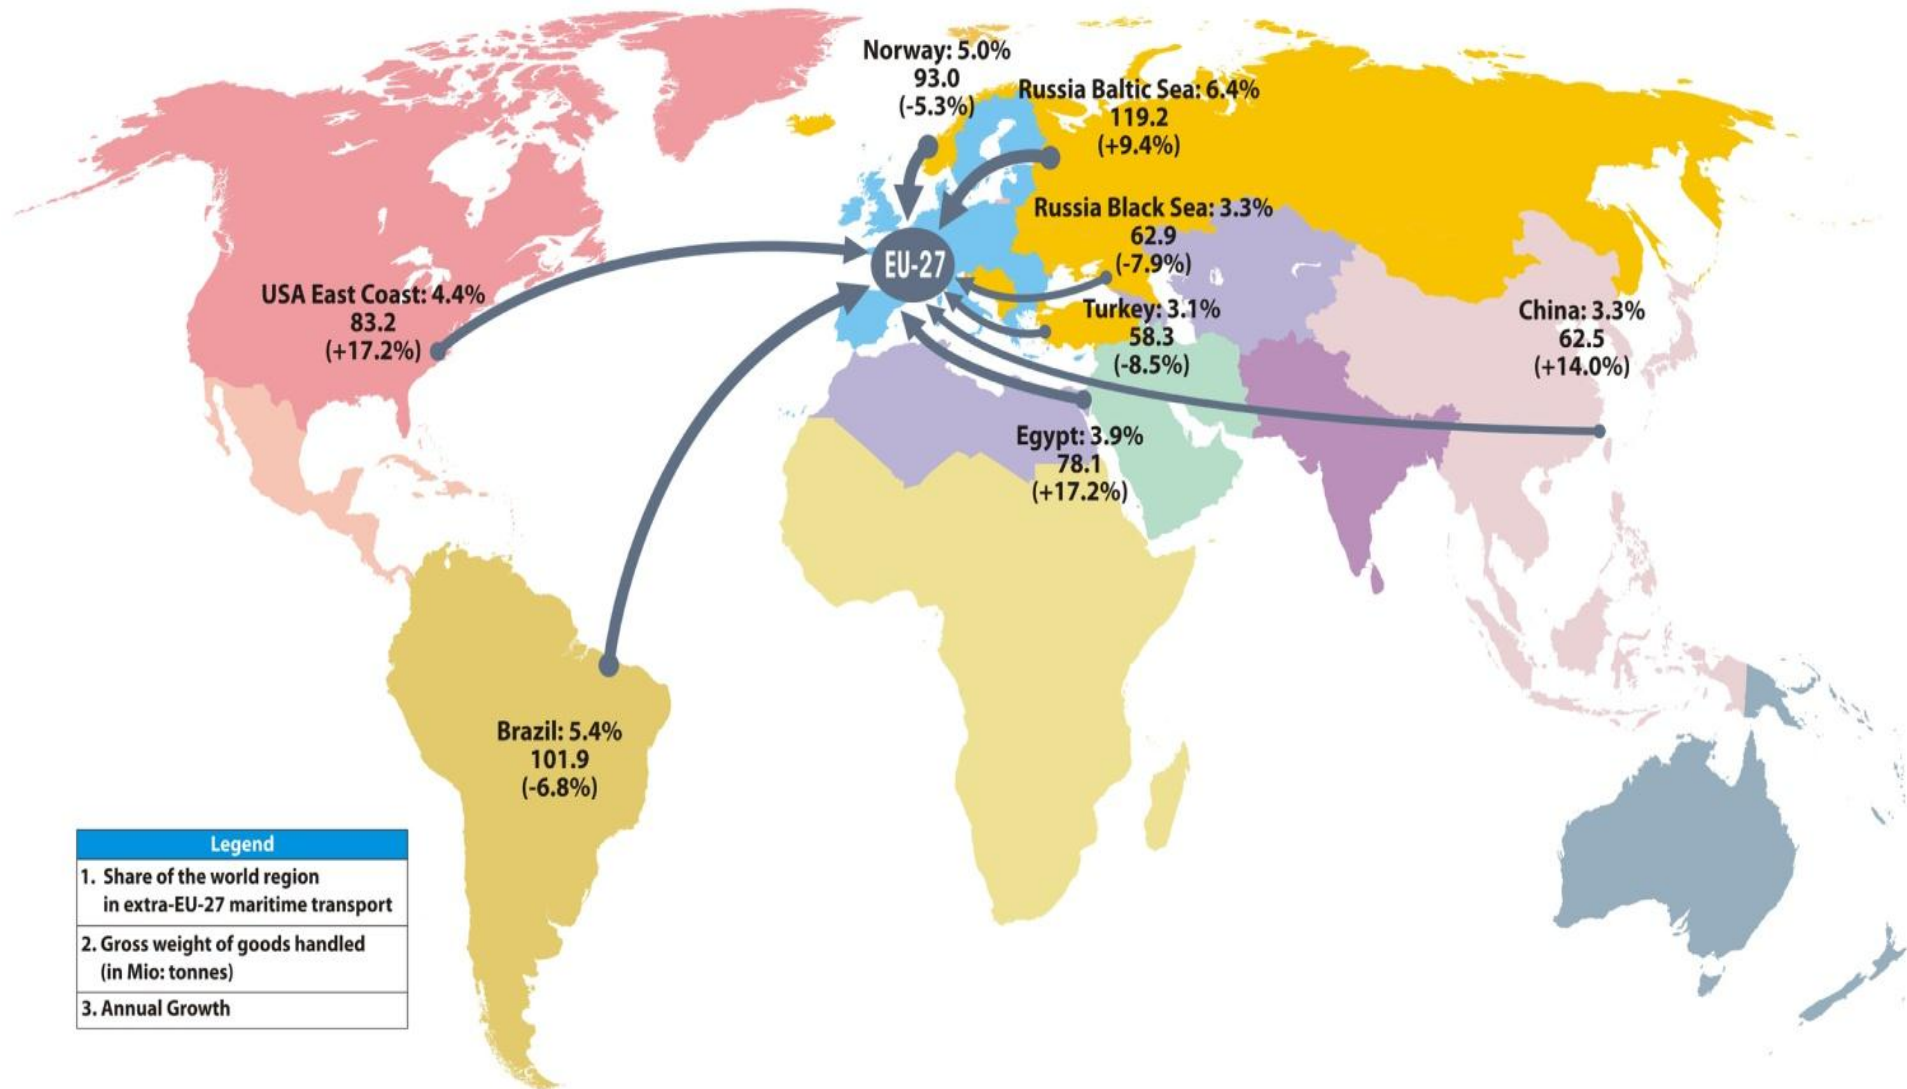 Norway: 5.0%
93.0
(-5.3%)
Russia Baltic Sea: 6.4%
119.2
(+9.4%)
Russia Black Sea: 3.3%
62.9
(-7.9%)
EU-27
USA East Coast: 4.4%
83.2
(+17.2%)
Turkey: 3.1%
58.3
(-8.5%)
China: 3.3%
62.5
(+14.0%)
Egypt: 3.9%
78.1
(+17.2%)
Brazil: 5.4%
101.9
(-6.8%)
Legend
1. Share of the world region
in extra-EU-27 maritime transport
2. Gross weight of goods handled
(in Mio: tonnes)
3. Annual Growth